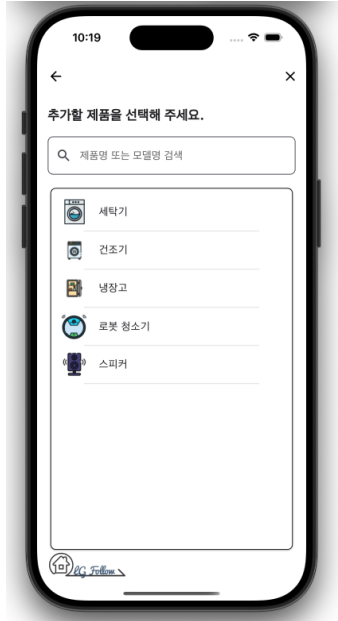 10:19
추가할 제품을 선택해 주세요.
제품명 또는 모델명 검색
세탁기
건조기
냉장고
로봇 청소기
스피커
LG Follow